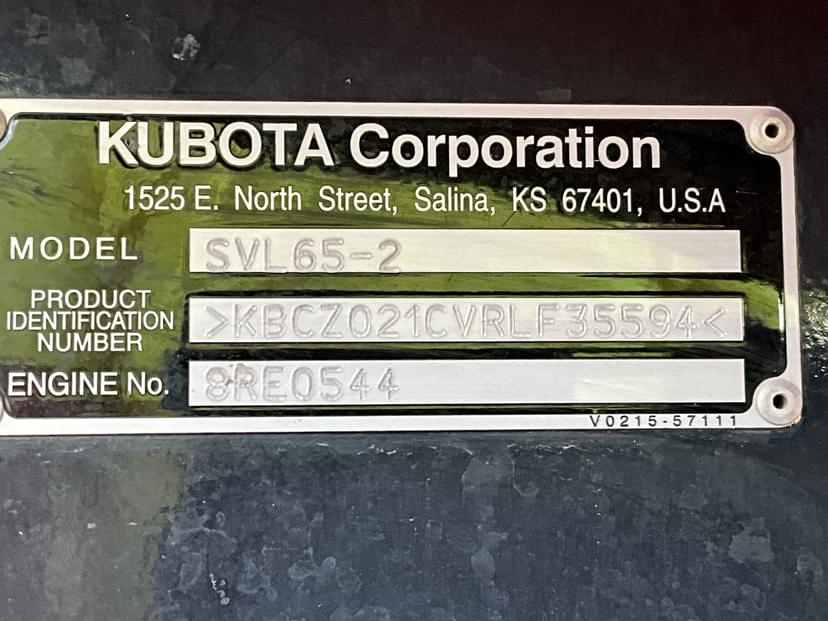 KUBOTA Corporation
1525 E. North Street, Salina, KS 67401, U.S.A
MODEL SVL65-2
PRODUCT
IDENTIFICATION
NUMBER
>KBCZ021CVRLF35594<
ENGINE No. 8RE0544
V0215-57111